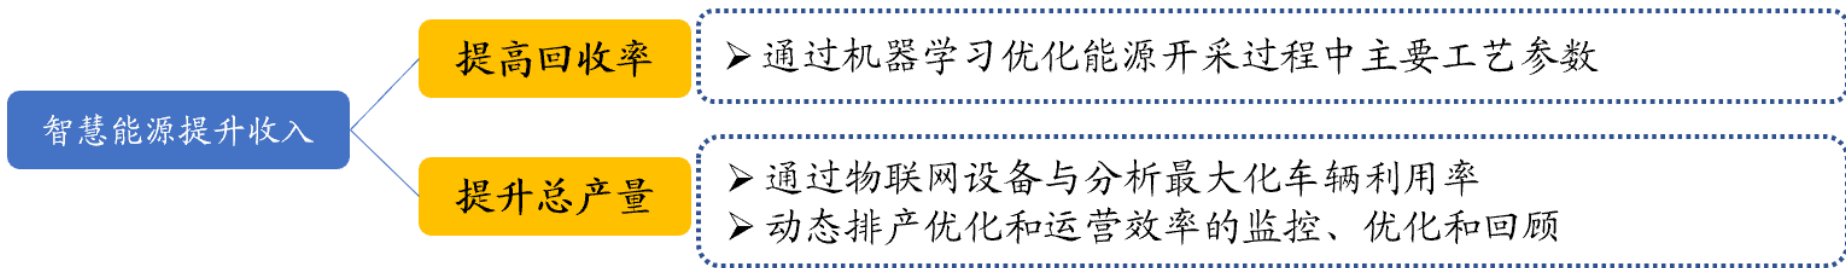 智慧能源提升收入
提高回收率
➢ 通过机器学习优化能源开采过程中主要工艺参数
提升总产量
➢ 通过物联网设备与分析最大化车辆利用率
➢ 动态排产优化和运营效率的监控、优化和回顾